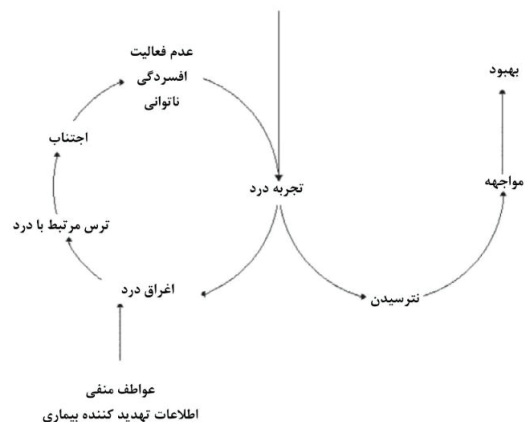 عدم فعالیت
افسردگی
ناتوانی
بهبود
اجتناب
مواجهه
تجربه درد
ترس مرتبط با درد
اغراق درد
نترسیدن
عواطف منفی
اطلاعات تهدید کننده بیماری